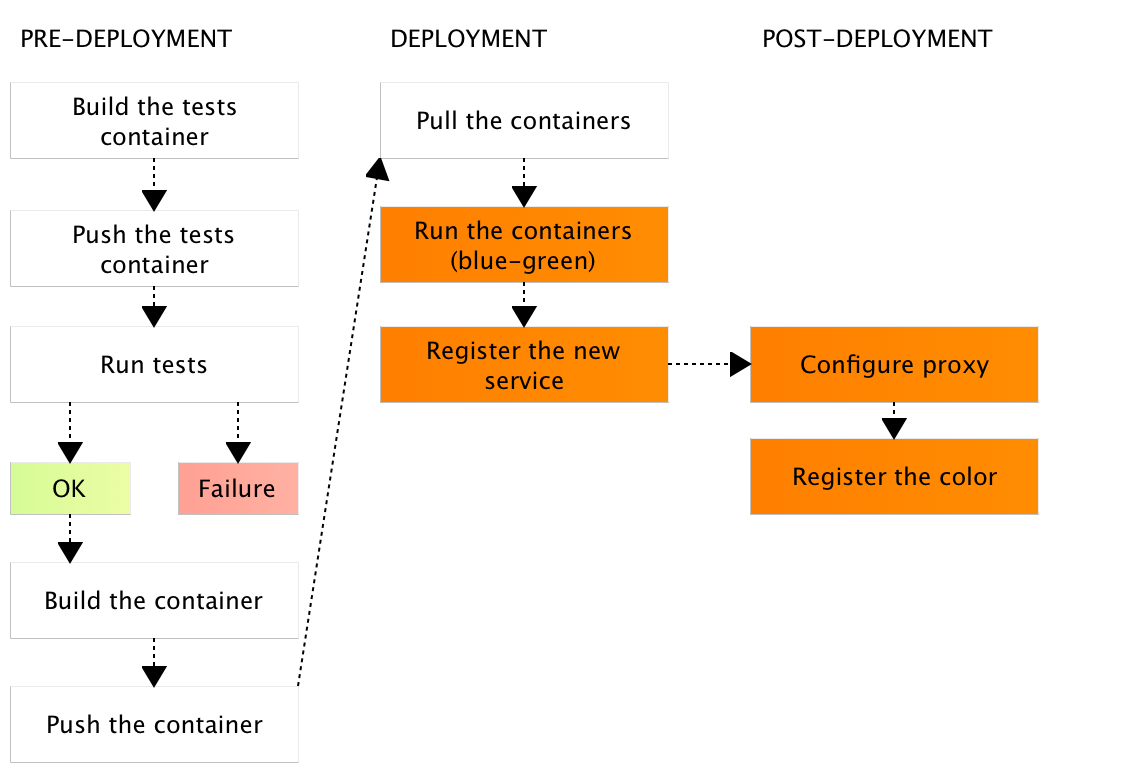 PRE-DEPLOYMENT
Build the tests
container
Push the tests
container
Run tests
OK
Failure
Build the container
Push the container
DEPLOYMENT
Pull the containers
Run the containers
(blue-green)
Register the new
service
POST-DEPLOYMENT
Configure proxy
Register the color